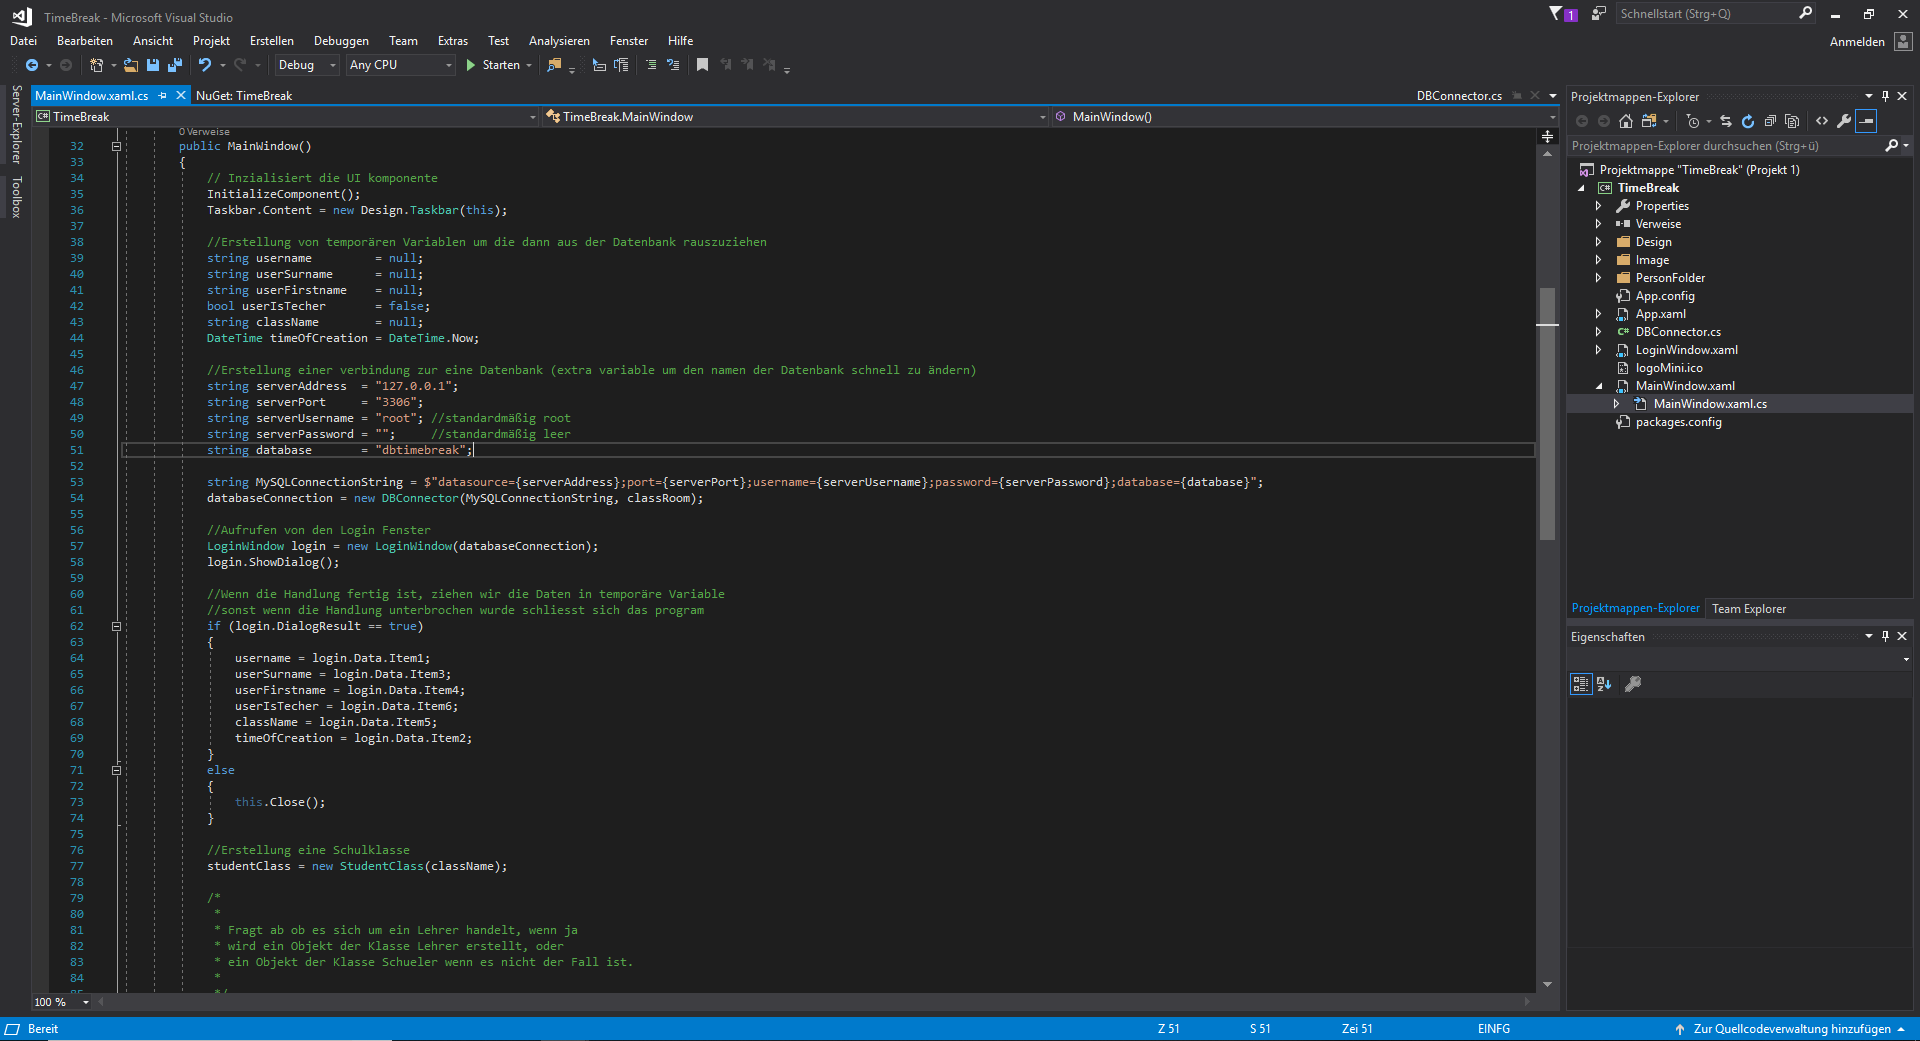 TimeBreak - Microsoft Visual Studio
1
Schnellstart (Strg+Q)
Datei Bearbeiten Ansicht Projekt Erstellen Debuggen Team Extras Test Analysieren Fenster Hilfe
Anmelden
Debug Any CPU Starten
Server-Explorer
Toolbox
MainWindow.xaml.cs NuGet: TimeBreak DBConnector.cs
TimeBreak TimeBreak.MainWindow MainWindow()
0 Verweise
32 public MainWindow()
33 {
34 // Inzialisiert die UI komponente
35 InitializeComponent();
36 Taskbar.Content = new Design.Taskbar(this);
37
38 //Erstellung von temporären Variablen um die dann aus der Datenbank rauszuziehen
39 string username = null;
40 string userSurname = null;
41 string userFirstname = null;
42 bool userIsTecher = false;
43 string className = null;
44 DateTime timeOfCreation = DateTime.Now;
45
46 //Erstellung einer verbindung zur eine Datenbank (extra variable um den namen der Datenbank schnell zu ändern)
47 string serverAddress = "127.0.0.1";
48 string serverPort = "3306";
49 string serverUsername = "root"; //standardmäßig root
50 string serverPassword = ""; //standardmäßig leer
51 string database = "dbtimebreak";
52
53 string MySQLConnectionString = $"datasource={serverAddress};port={serverPort};username={serverUsername};password={serverPassword};database={database}";
54 databaseConnection = new DBConnector(MySQLConnectionString, classRoom);
55
56 //Aufrufen von den Login Fenster
57 LoginWindow login = new LoginWindow(databaseConnection);
58 login.ShowDialog();
59
60 //Wenn die Handlung fertig ist, ziehen wir die Daten in temporäre Variable
61 //sonst wenn die Handlung unterbrochen wurde schliesst sich das program
62 if (login.DialogResult == true)
63 {
64 username = login.Data.Item1;
65 userSurname = login.Data.Item3;
66 userFirstname = login.Data.Item4;
67 userIsTecher = login.Data.Item6;
68 className = login.Data.Item5;
69 timeOfCreation = login.Data.Item2;
70 }
71 else
72 {
73 this.Close();
74 }
75
76 //Erstellung eine Schulklasse
77 studentClass = new StudentClass(className);
78
79 /*
80 *
81 * Fragt ab ob es sich um ein Lehrer handelt, wenn ja
82 * wird ein Objekt der Klasse Lehrer erstellt, oder
83 * ein Objekt der Klasse Schueler wenn es nicht der Fall ist.
84 *
85 */
100 %
Projektmappen-Explorer
Projektmappen-Explorer durchsuchen (Strg+ü)
Projektmappe "TimeBreak" (Projekt 1)
TimeBreak
Properties
Verweise
Design
Image
PersonFolder
App.config
App.xaml
DBConnector.cs
LoginWindow.xaml
logoMini.ico
MainWindow.xaml
MainWindow.xaml.cs
packages.config
Projektmappen-Explorer Team Explorer
Eigenschaften
Bereit Z 51 S 51 Zei 51 EINFG Zur Quellcodeverwaltung hinzufügen